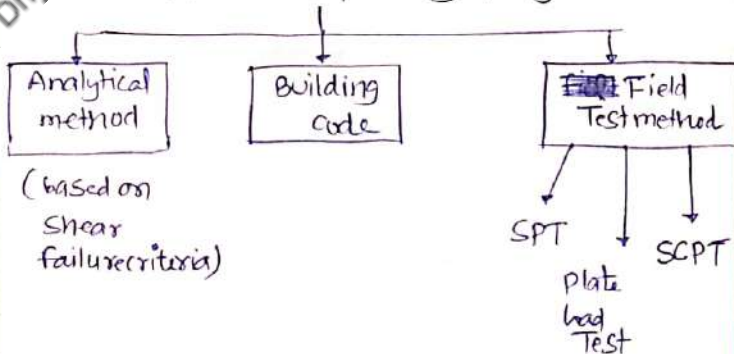 Analytical
method
Building
code
Field
Test method
(based on
shear
failure criteria)
SPT
Plate
load
Test
SCPT